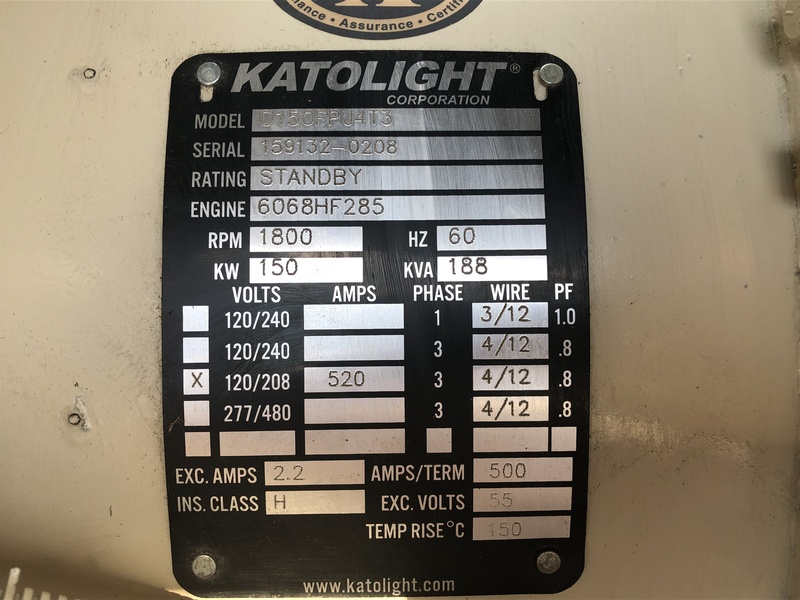 · Assurance ·
KATOLIGHT®
CORPORATION
MODEL D150FPU4T3
SERIAL 159132-0208
RATING STANDBY
ENGINE 6068HF285
RPM 1800 HZ 60
KW 150 KVA 188
VOLTS AMPS PHASE WIRE PF
120/240 1 3/12 1.0
120/240 3 4/12 .8
X 120/208 520 3 4/12 .8
277/480 3 4/12 .8
EXC. AMPS 2.2 AMPS/TERM 500
INS. CLASS H EXC. VOLTS 55
TEMP RISE°C 150
www.katolight.com